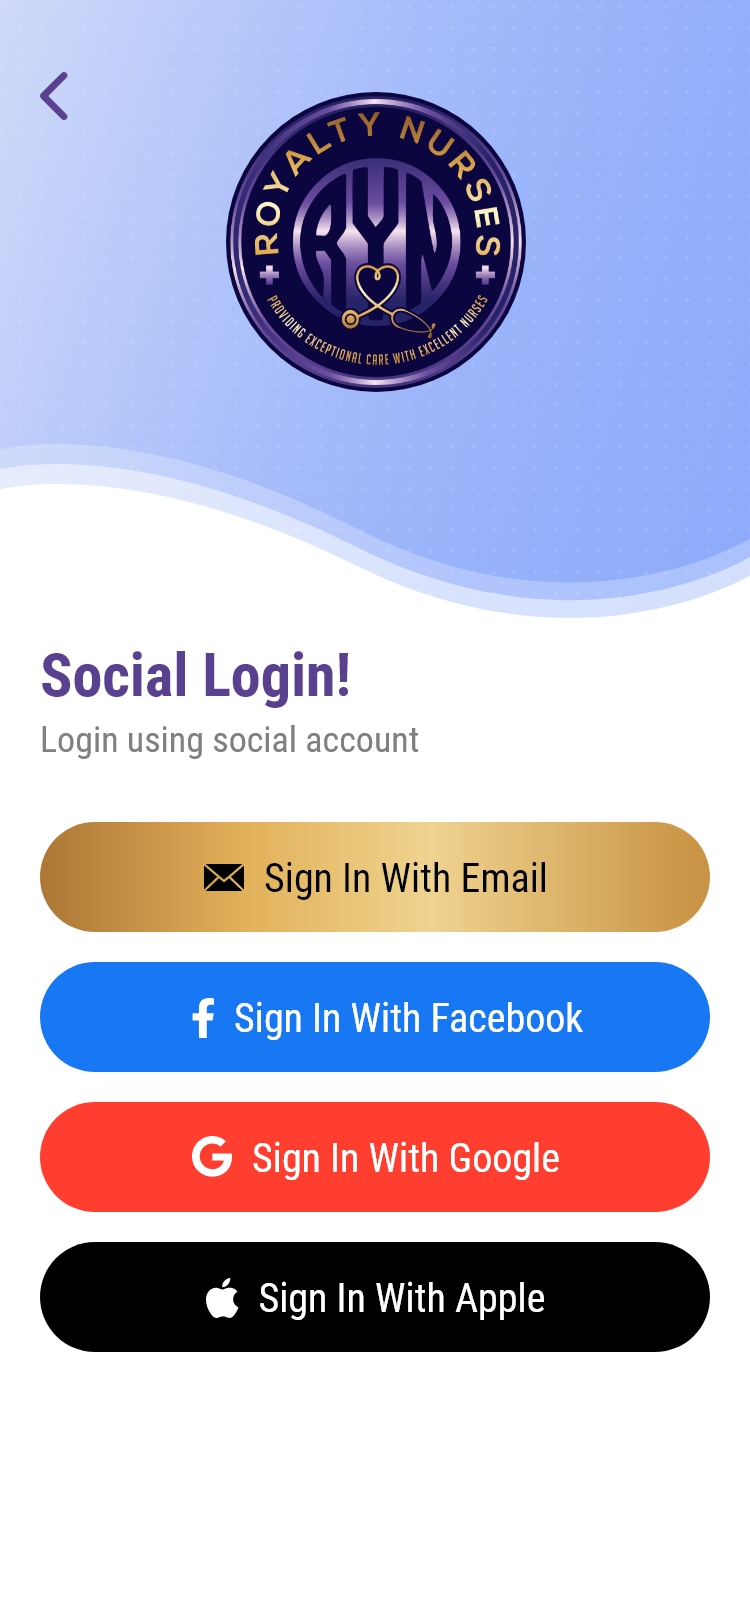 ROYALTY NURSES
RYN
PROVIDING EXCEPTIONAL CARE WITH EXCELLENT NURSES
Social Login!
Login using social account
Sign In With Email
Sign In With Facebook
Sign In With Google
Sign In With Apple